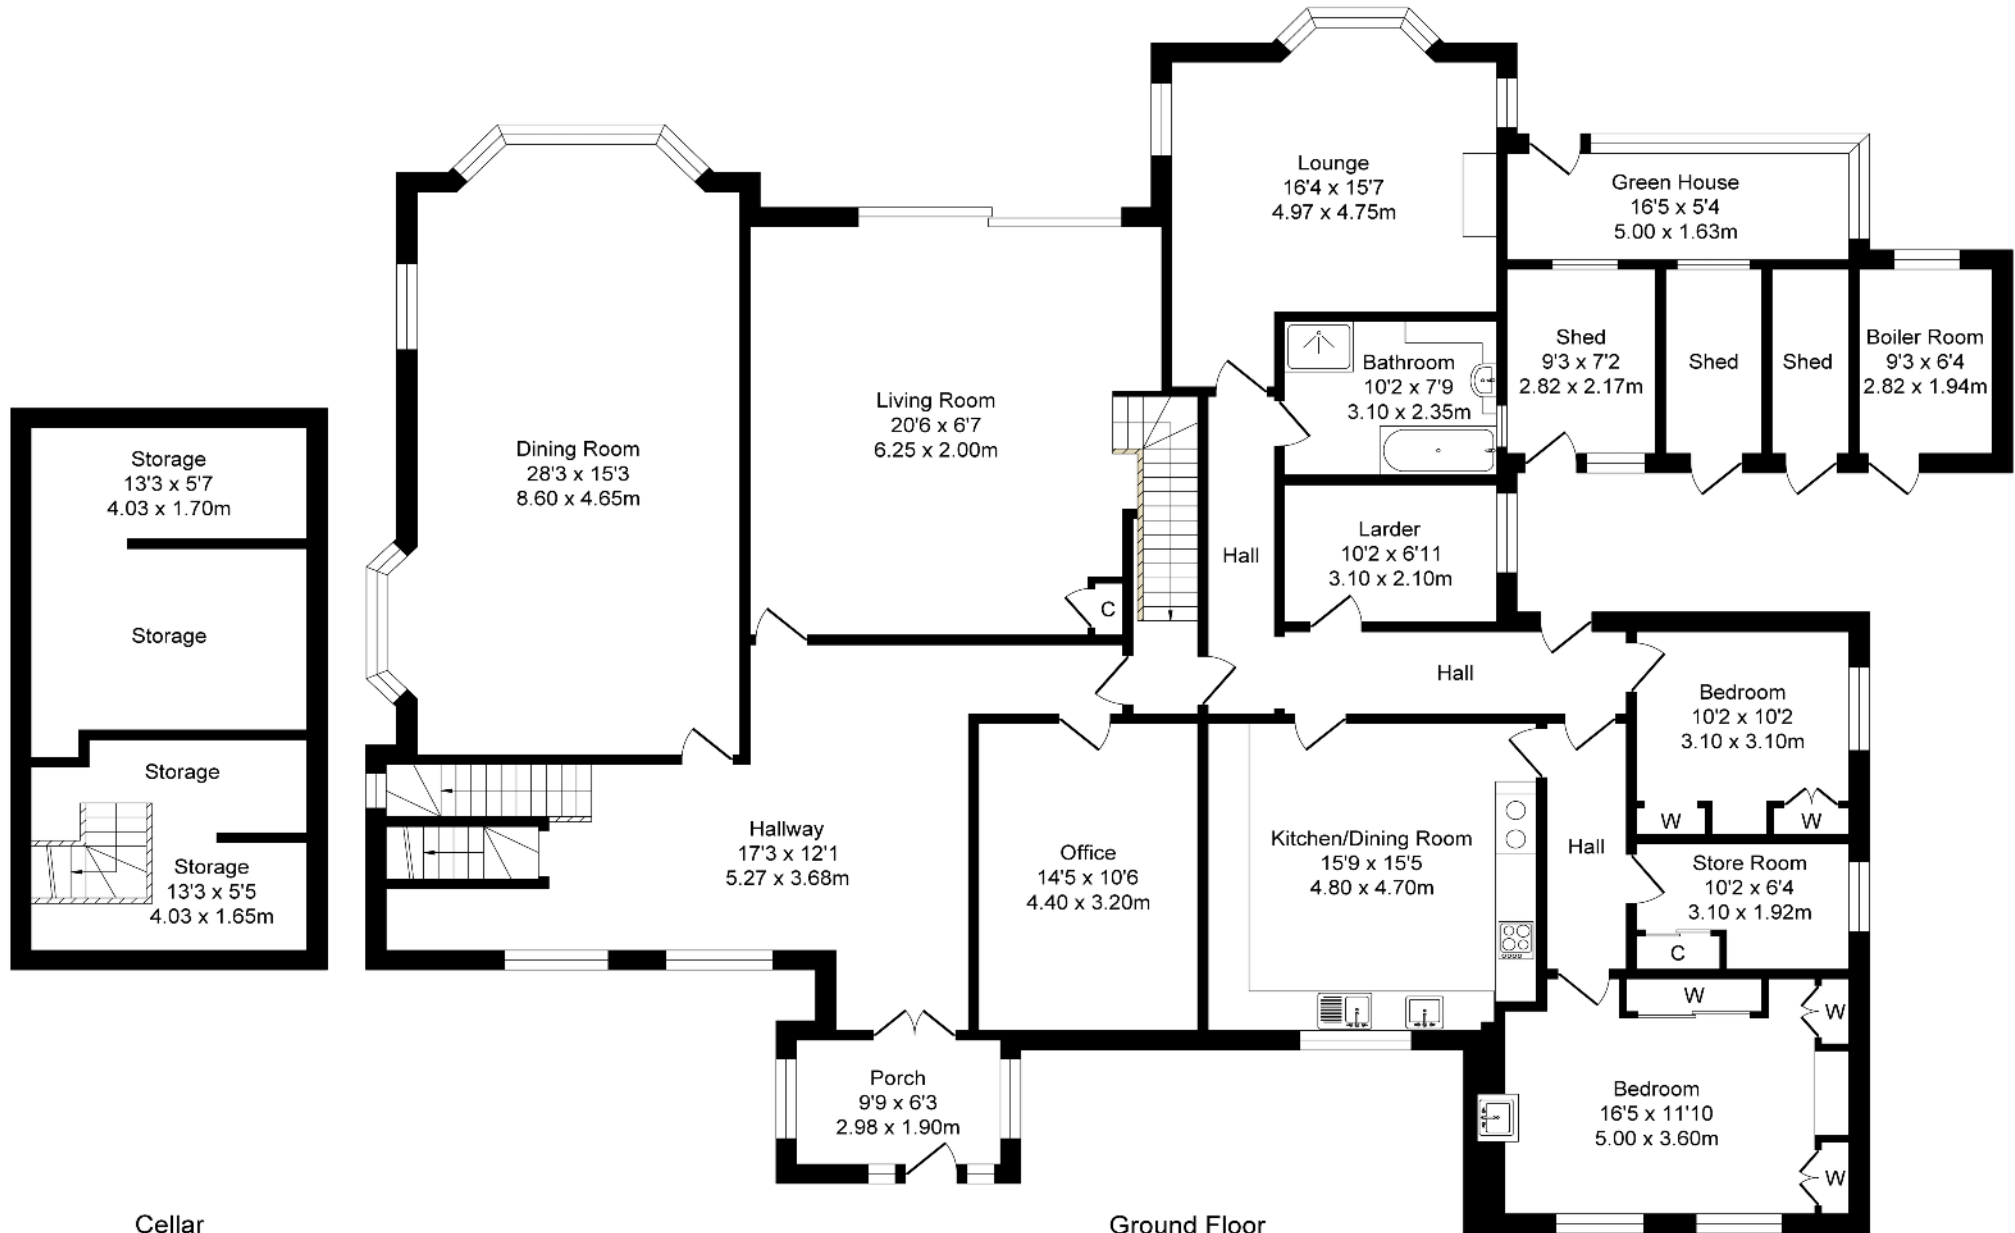 Lounge
16'4 x 15'7
4.97 x 4.75m
Green House
16'5 x 5'4
5.00 x 1.63m
Shed
9'3 x 7'2
2.82 x 2.17m
Shed
Shed
Boiler Room
9'3 x 6'4
2.82 x 1.94m
Bathroom
10'2 x 7'9
3.10 x 2.35m
Living Room
20'6 x 6'7
6.25 x 2.00m
Dining Room
28'3 x 15'3
8.60 x 4.65m
Storage
13'3 x 5'7
4.03 x 1.70m
Storage
Storage
Storage
13'3 x 5'5
4.03 x 1.65m
Larder
10'2 x 6'11
3.10 x 2.10m
Hall
C
Hall
Bedroom
10'2 x 10'2
3.10 x 3.10m
W
W
Hallway
17'3 x 12'1
5.27 x 3.68m
Office
14'5 x 10'6
4.40 x 3.20m
Kitchen/Dining Room
15'9 x 15'5
4.80 x 4.70m
Hall
Store Room
10'2 x 6'4
3.10 x 1.92m
C
W
W
Porch
9'9 x 6'3
2.98 x 1.90m
Bedroom
16'5 x 11'10
5.00 x 3.60m
W
Cellar
Ground Floor